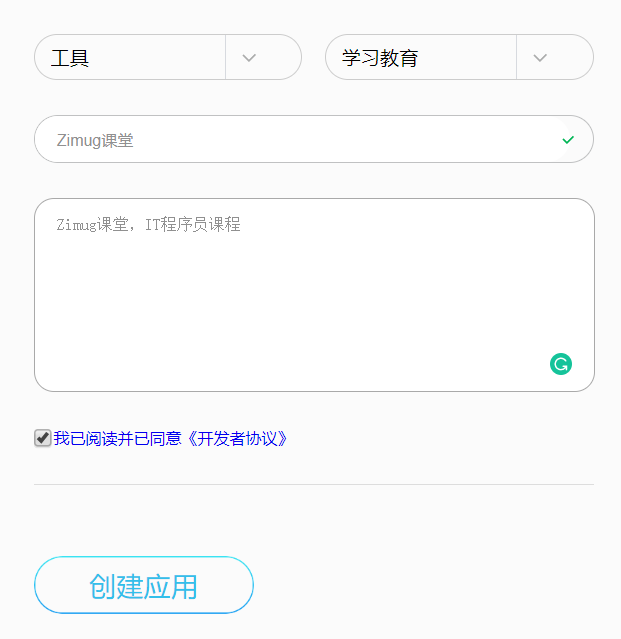 工具
学习教育
Zimug课堂
Zimug课堂，IT程序员课程
我已阅读并已同意《开发者协议》
创建应用